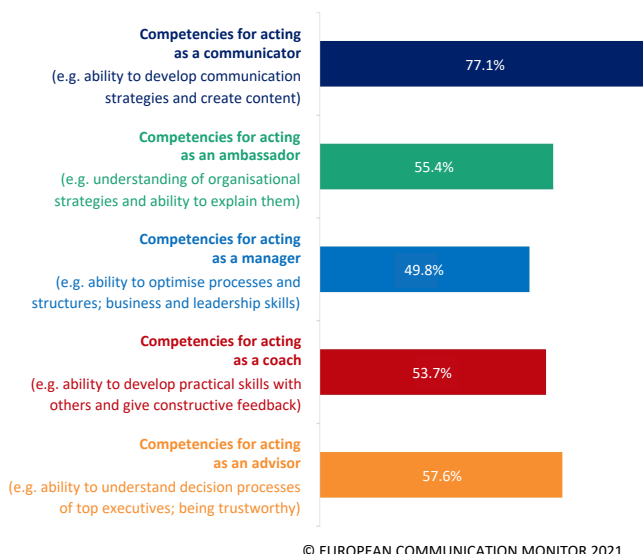 Competencies for acting
as a communicator
(e.g. ability to develop communication
strategies and create content)
77.1%
Competencies for acting
as an ambassador
(e.g. understanding of organisational
strategies and ability to explain them)
55.4%
Competencies for acting
as a manager
(e.g. ability to optimise processes and
structures; business and leadership skills)
49.8%
Competencies for acting
as a coach
(e.g. ability to develop practical skills with
others and give constructive feedback)
53.7%
Competencies for acting
as an advisor
(e.g. ability to understand decision processes
of top executives; being trustworthy)
57.6%
© EUROPEAN COMMUNICATION MONITOR 2021